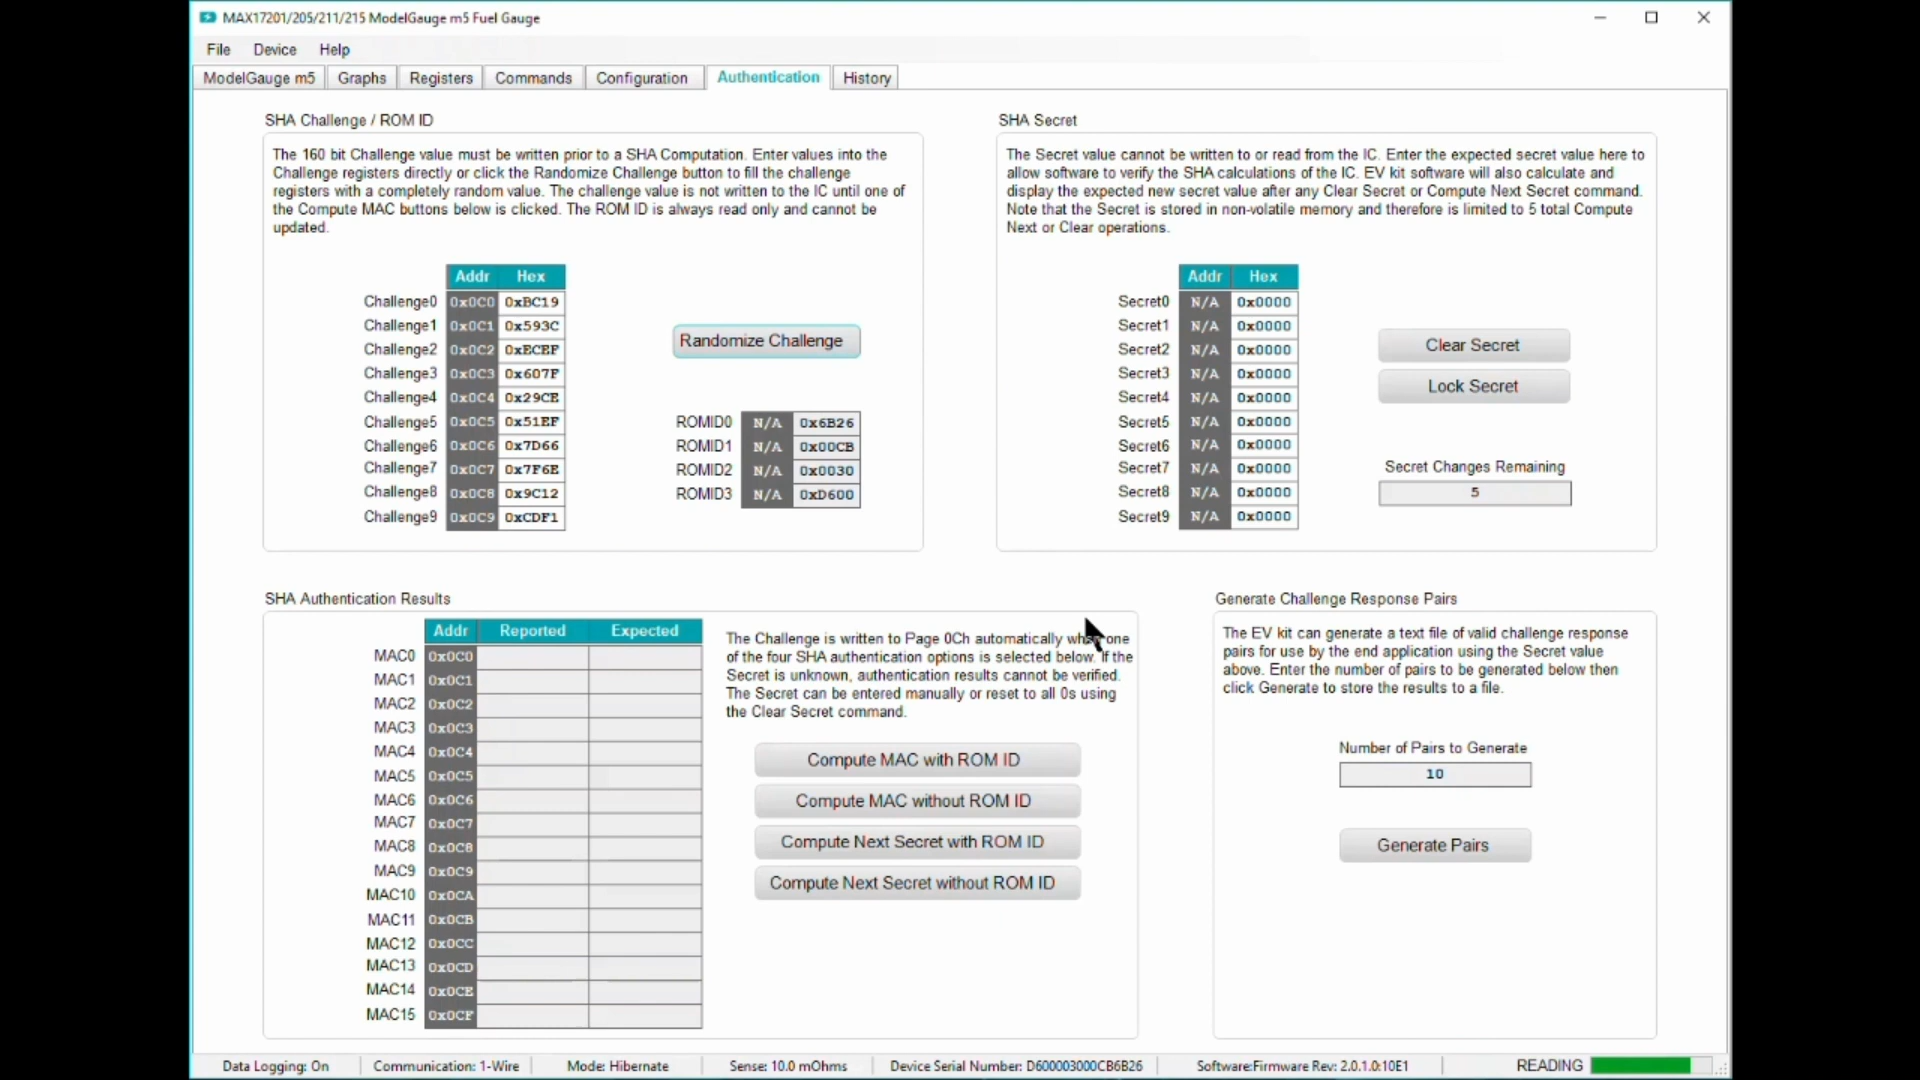 MAX17201/205/211/215 ModelGauge m5 Fuel Gauge
File Device Help
ModelGauge m5 Graphs Registers Commands Configuration Authentication History
SHA Challenge / ROM ID
The 160 bit Challenge value must be written prior to a SHA Computation. Enter values into the
Challenge registers directly or click the Randomize Challenge button to fill the challenge
registers with a completely random value. The challenge value is not written to the IC until one of
the Compute MAC buttons below is clicked. The ROM ID is always read only and cannot be
updated.
Addr Hex
Challenge0 0x0C0 0xBC19
Challenge1 0x0C1 0x593C
Challenge2 0x0C2 0xECEF
Challenge3 0x0C3 0x607F
Challenge4 0x0C4 0x29CE
Challenge5 0x0C5 0x51EF
Challenge6 0x0C6 0x7D66
Challenge7 0x0C7 0x7F6E
Challenge8 0x0C8 0x9C12
Challenge9 0x0C9 0xCDF1
Randomize Challenge
ROMID0 N/A 0x6B26
ROMID1 N/A 0x00CB
ROMID2 N/A 0x0030
ROMID3 N/A 0xD600
SHA Secret
The Secret value cannot be written to or read from the IC. Enter the expected secret value here to
allow software to verify the SHA calculations of the IC. EV kit software will also calculate and
display the expected new secret value after any Clear Secret or Compute Next Secret command.
Note that the Secret is stored in non-volatile memory and therefore is limited to 5 total Compute
Next or Clear operations.
Addr Hex
Secret0 N/A 0x0000
Secret1 N/A 0x0000
Secret2 N/A 0x0000
Secret3 N/A 0x0000
Secret4 N/A 0x0000
Secret5 N/A 0x0000
Secret6 N/A 0x0000
Secret7 N/A 0x0000
Secret8 N/A 0x0000
Secret9 N/A 0x0000
Clear Secret
Lock Secret
Secret Changes Remaining
5
SHA Authentication Results
Addr Reported Expected
MAC0 0x0C0
MAC1 0x0C1
MAC2 0x0C2
MAC3 0x0C3
MAC4 0x0C4
MAC5 0x0C5
MAC6 0x0C6
MAC7 0x0C7
MAC8 0x0C8
MAC9 0x0C9
MAC10 0x0CA
MAC11 0x0CB
MAC12 0x0CC
MAC13 0x0CD
MAC14 0x0CE
MAC15 0x0CF
The Challenge is written to Page 0Ch automatically when one
of the four SHA authentication options is selected below. If the
Secret is unknown, authentication results cannot be verified.
The Secret can be entered manually or reset to all 0s using
the Clear Secret command.
Compute MAC with ROM ID
Compute MAC without ROM ID
Compute Next Secret with ROM ID
Compute Next Secret without ROM ID
Generate Challenge Response Pairs
The EV kit can generate a text file of valid challenge response
pairs for use by the end application using the Secret value
above. Enter the number of pairs to be generated below then
click Generate to store the results to a file.
Number of Pairs to Generate
10
Generate Pairs
Data Logging: On Communication: 1-Wire Mode: Hibernate Sense: 10.0 mOhms Device Serial Number: D600003000CB6B26 Software:Firmware Rev: 2.0.1.0:10E1 READING